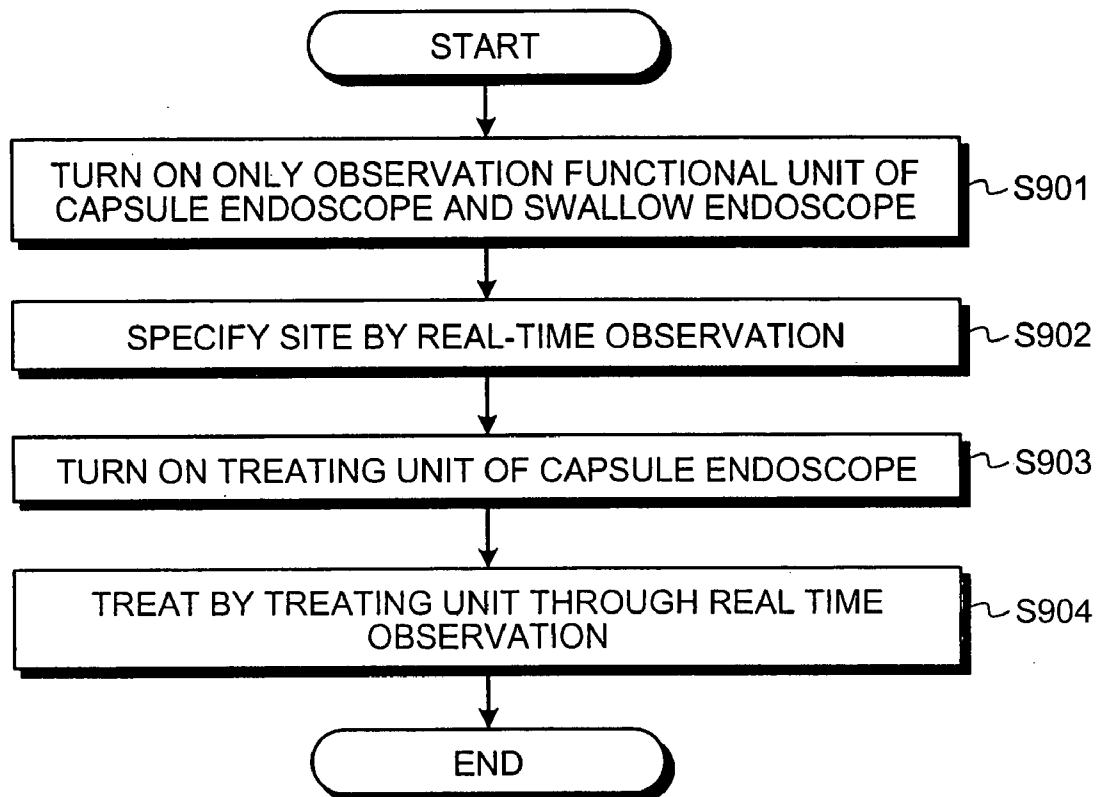 START
TURN ON ONLY OBSERVATION FUNCTIONAL UNIT OF
CAPSULE ENDOSCOPE AND SWALLOW ENDOSCOPE
S901
SPECIFY SITE BY REAL-TIME OBSERVATION
S902
TURN ON TREATING UNIT OF CAPSULE ENDOSCOPE
S903
TREAT BY TREATING UNIT THROUGH REAL TIME
OBSERVATION
S904
END